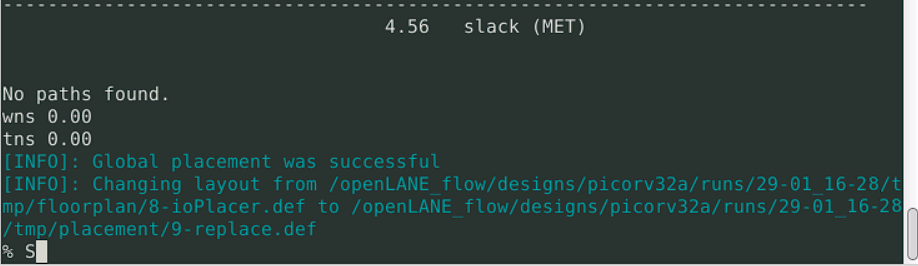 --------------------------------------------------------------------------------
4.56   slack (MET)
No paths found.
wns 0.00
tns 0.00
[INFO]: Global placement was successful
[INFO]: Changing layout from /openLANE_flow/designs/picorv32a/runs/29-01_16-28/t
mp/floorplan/8-ioPlacer.def to /openLANE_flow/designs/picorv32a/runs/29-01_16-28
/tmp/placement/9-replace.def
% S